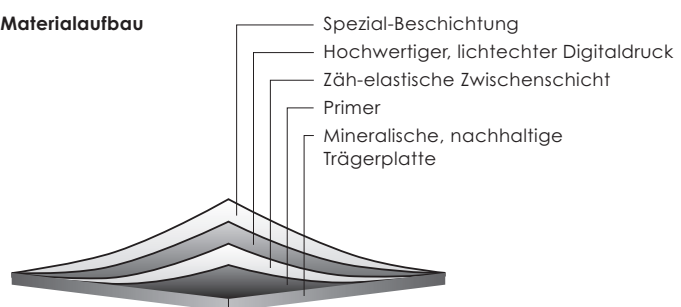 Materialaufbau
Spezial-Beschichtung
Hochwertiger, lichtechter Digitaldruck
Zäh-elastische Zwischenschicht
Primer
Mineralische, nachhaltige
Trägerplatte